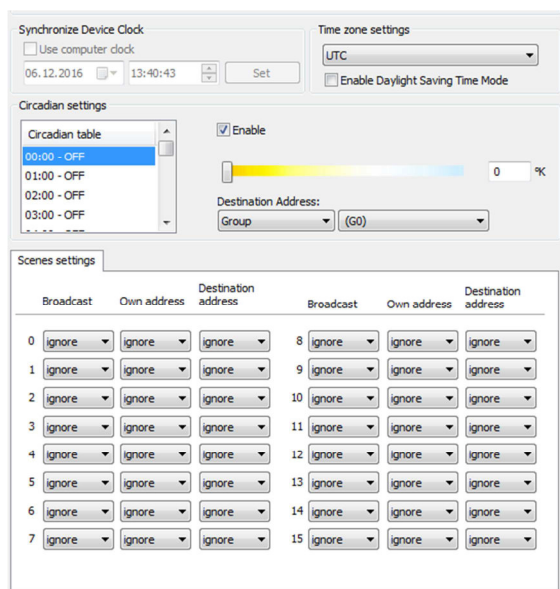 Synchronize Device Clock
Use computer clock
06.12.2016 13:40:43 Set
Time zone settings
UTC
Enable Daylight Saving Time Mode
Circadian settings
Circadian table
00:00 - OFF
01:00 - OFF
02:00 - OFF
03:00 - OFF
Enable
0 °K
Destination Address:
Group (G0)
Scenes settings
Broadcast Own address Destination address Broadcast Own address Destination address
0 ignore ignore ignore 8 ignore ignore ignore
1 ignore ignore ignore 9 ignore ignore ignore
2 ignore ignore ignore 10 ignore ignore ignore
3 ignore ignore ignore 11 ignore ignore ignore
4 ignore ignore ignore 12 ignore ignore ignore
5 ignore ignore ignore 13 ignore ignore ignore
6 ignore ignore ignore 14 ignore ignore ignore
7 ignore ignore ignore 15 ignore ignore ignore